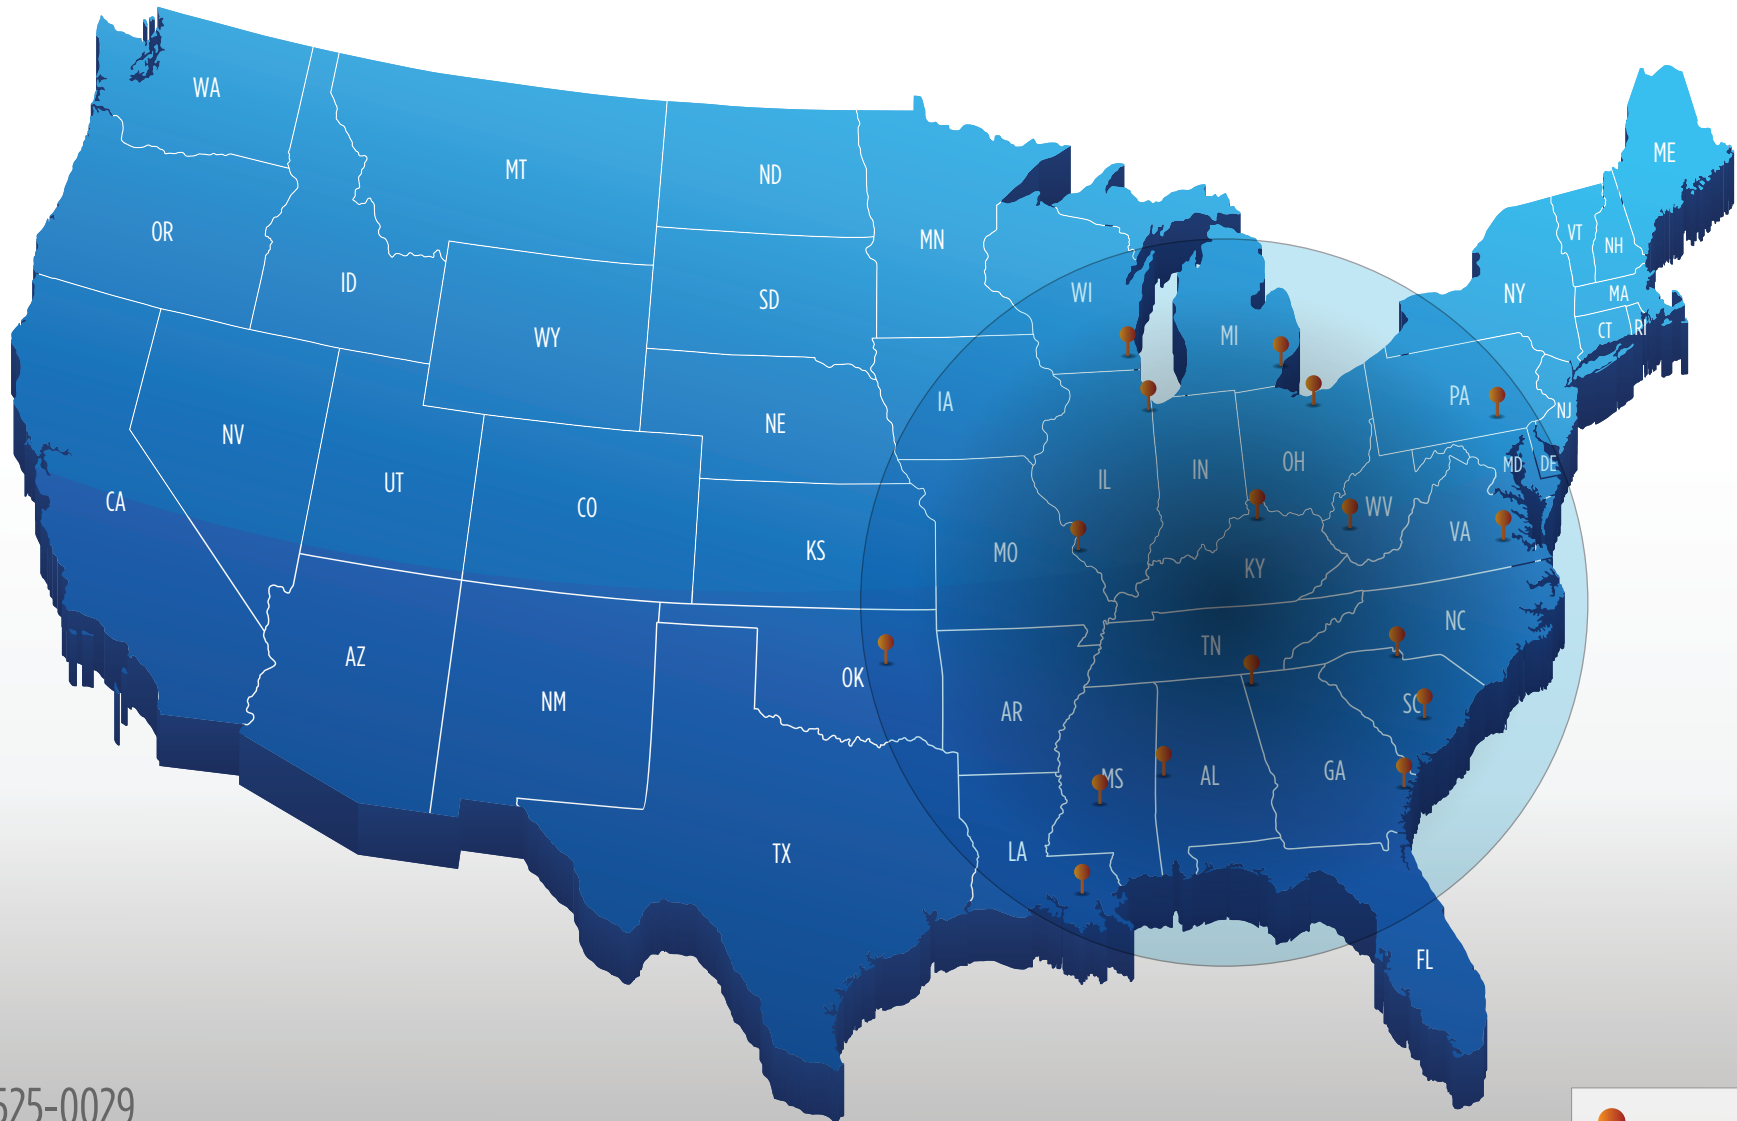 WA
MT
ND
MN
ME
OR
ID
SD
WI
MI
NY
VT
NH
MA
CT
RI
WY
NV
UT
CO
NE
IA
IL
IN
OH
PA
NJ
MD
DE
CA
KS
MO
KY
WV
VA
AZ
NM
OK
AR
TN
NC
SC
TX
LA
MS
AL
GA
FL
525-0029